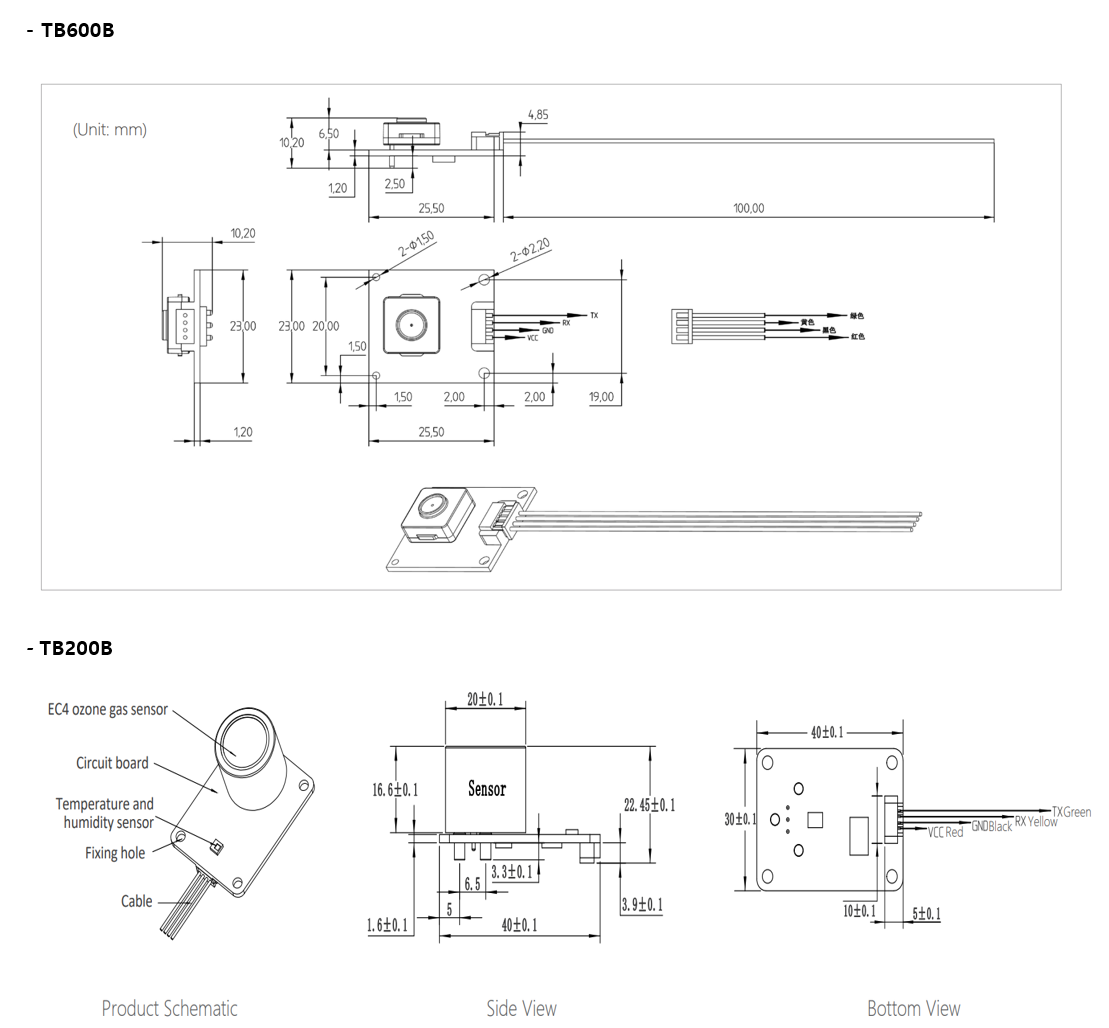 - TB600B
(Unit: mm)
4,85
6,50
10,20
1,20
2,50
25,50
100,00
10,20
2-Φ1,50
2-Φ2,20
23,00
23,00
20,00
TX
RX
GND
VCC
绿色
黄色
黑色
红色
1,50
1,50
2,00
2,00
19,00
1,20
25,50
- TB200B
EC4 ozone gas sensor
Circuit board
Temperature and
humidity sensor
Fixing hole
Cable
20±0.1
16.6±0.1
Sensor
22.45±0.1
3.3±0.1
6.5
5
3.9±0.1
1.6±0.1
40±0.1
40±0.1
30±0.1
TXGreen
RX Yellow
GNDBlack
VCC Red
10±0.1
5±0.1
Product Schematic
Side View
Bottom View